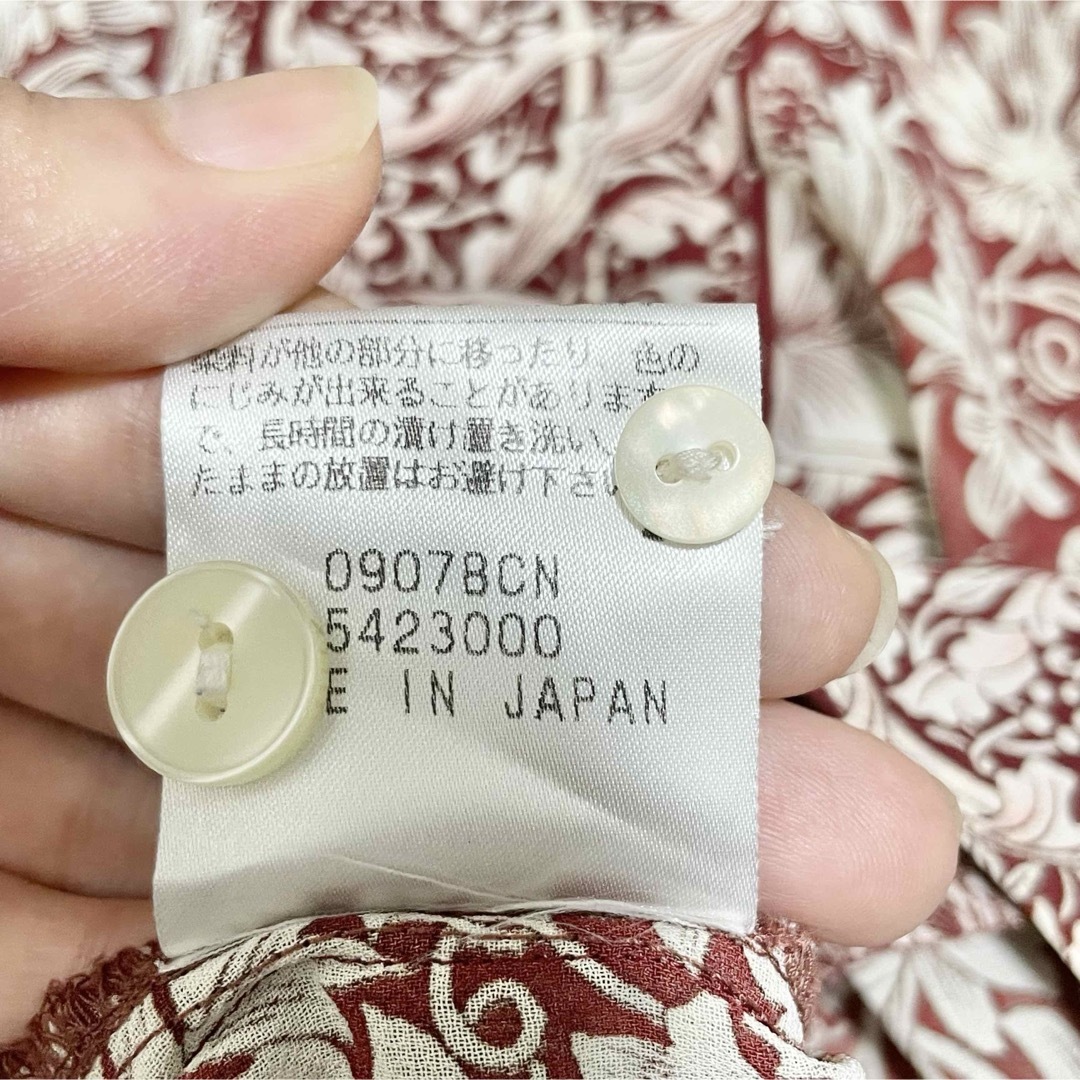 染料が他の部分に移ったり 色の
にじみが出来ることがあります
で、長時間の漬け置き洗い、
たままの放置はお避け下さい
09078CN
5423000
E IN JAPAN